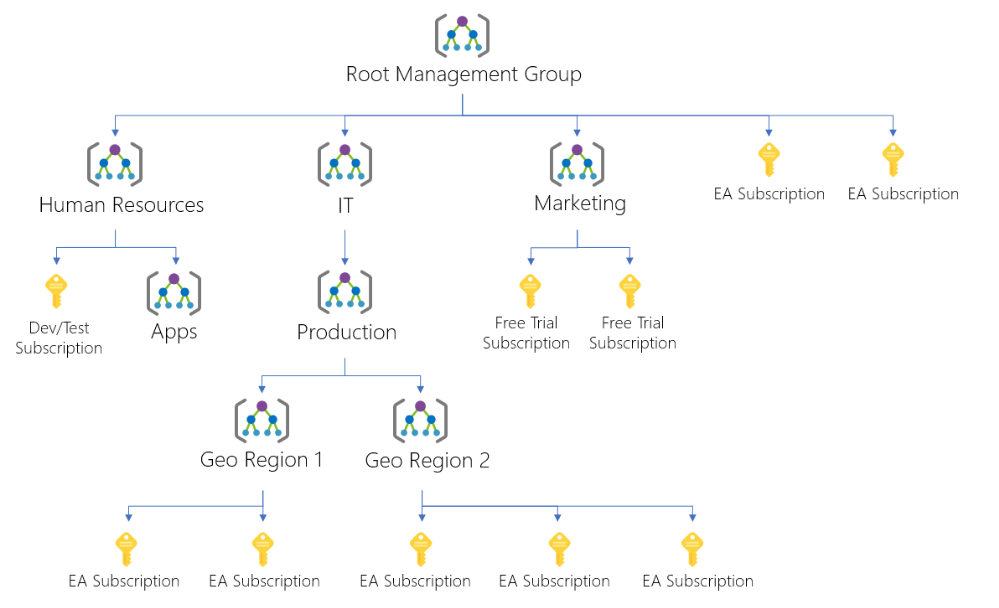 Root Management Group
Human Resources
IT
Marketing
EA Subscription
EA Subscription
Dev/Test
Subscription
Apps
Production
Free Trial
Subscription
Free Trial
Subscription
Geo Region 1
Geo Region 2
EA Subscription
EA Subscription
EA Subscription
EA Subscription
EA Subscription